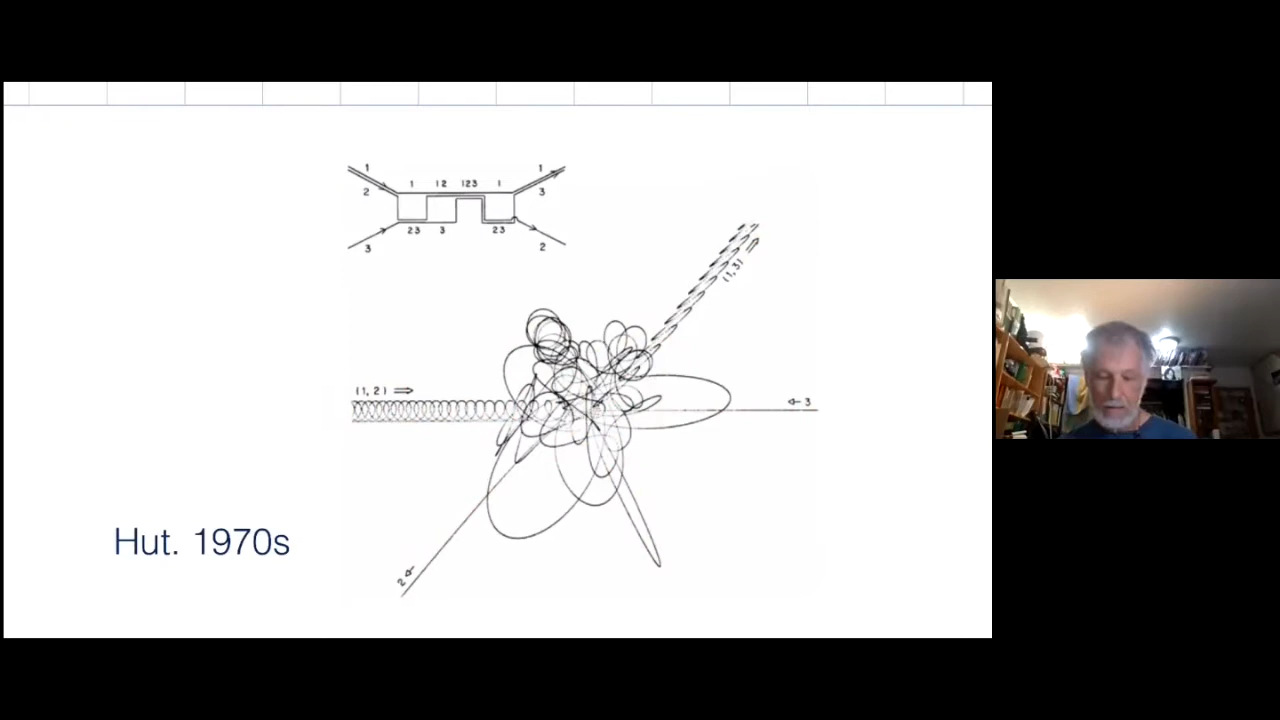 1 1
2 1 12 123 1 3
3 23 3 23 2
(1,3) ⇒
(1,2) ⇒
⇐ 3
2 ⇐
Hut. 1970s